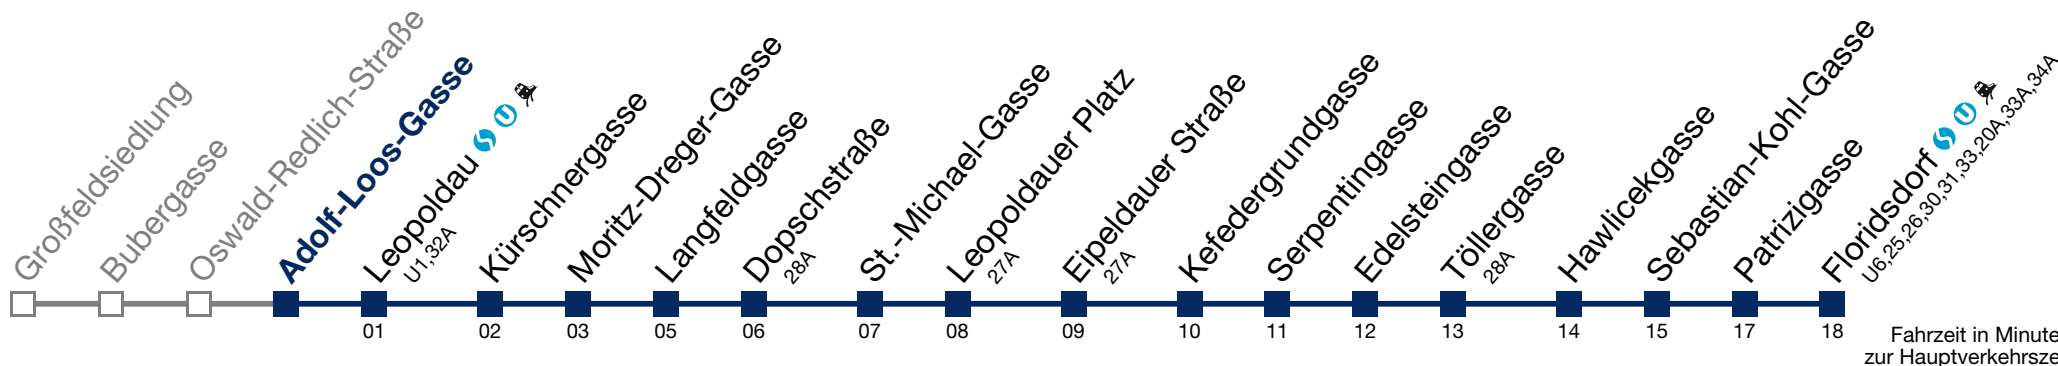 Großfeldsiedlung
Bubergasse
Oswald-Redlich-Straße
Adolf-Loos-Gasse
Leopoldau
U1,32A
Kürschnergasse
Moritz-Dreger-Gasse
Langfeldgasse
Dopschstraße
28A
St.-Michael-Gasse
Leopoldauer Platz
27A
Eipeldauer Straße
27A
Kefedergrundgasse
Serpentingasse
Edelsteingasse
Töllergasse
28A
Hawlicekgasse
Sebastian-Kohl-Gasse
Patrizigasse
Floridsdorf
U6,25,26,30,31,33,20A,33A,34A
01 02 03 05 06 07 08 09 10 11 12 13 14 15 17 18
Fahrzeit in Minute
zur Hauptverkehrsze